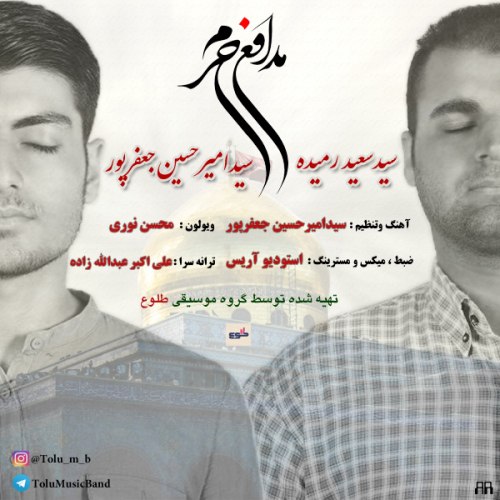 مدافع حرم
سید سعید رمیده سید امیر حسین جعفرپور
آهنگ وتنظیم : سیدامیرحسین جعفرپور ویولون : محسن نوری
ضبط ، میکس و مسترینگ : استودیو آریس ترانه سرا : علی اکبر عبدالله زاده
تهیه شده توسط گروه موسیقی طلوع
طلوع
@Tolu_m_b
ToluMusicBand